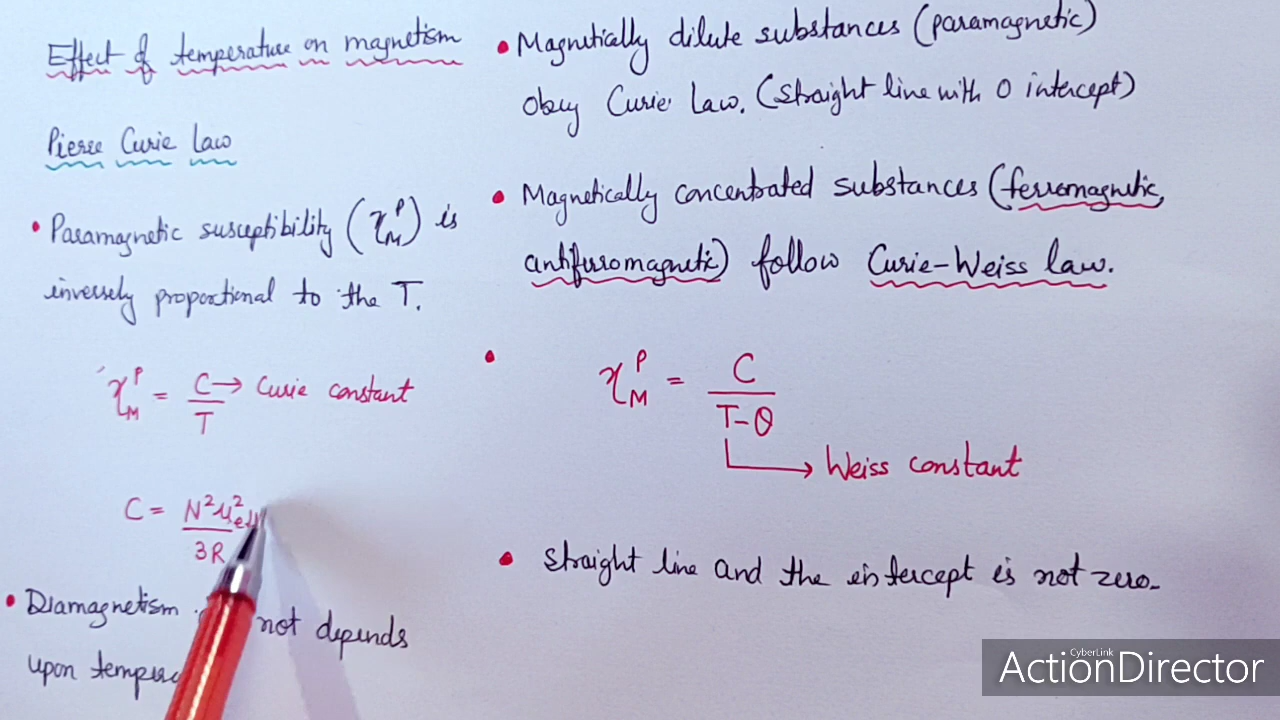 Effect of temperature on magnetism
Pierre Curie Law
• Paramagnetic susceptibility (χ_M^P) is
inversely proportional to the T.
χ_M^P = C/T → Curie constant
C = N²μ²
3R
• Diamagnetism not depends
upon
• Magnetically dilute substances (paramagnetic)
obey Curie Law. (straight line with 0 intercept)
• Magnetically concentrated substances (ferromagnetic,
antiferromagnetic) follow Curie-Weiss law.
• χ_M^P = C/(T-θ)
→ Weiss constant
• straight line and the intercept is not zero.
CyberLink
ActionDirector